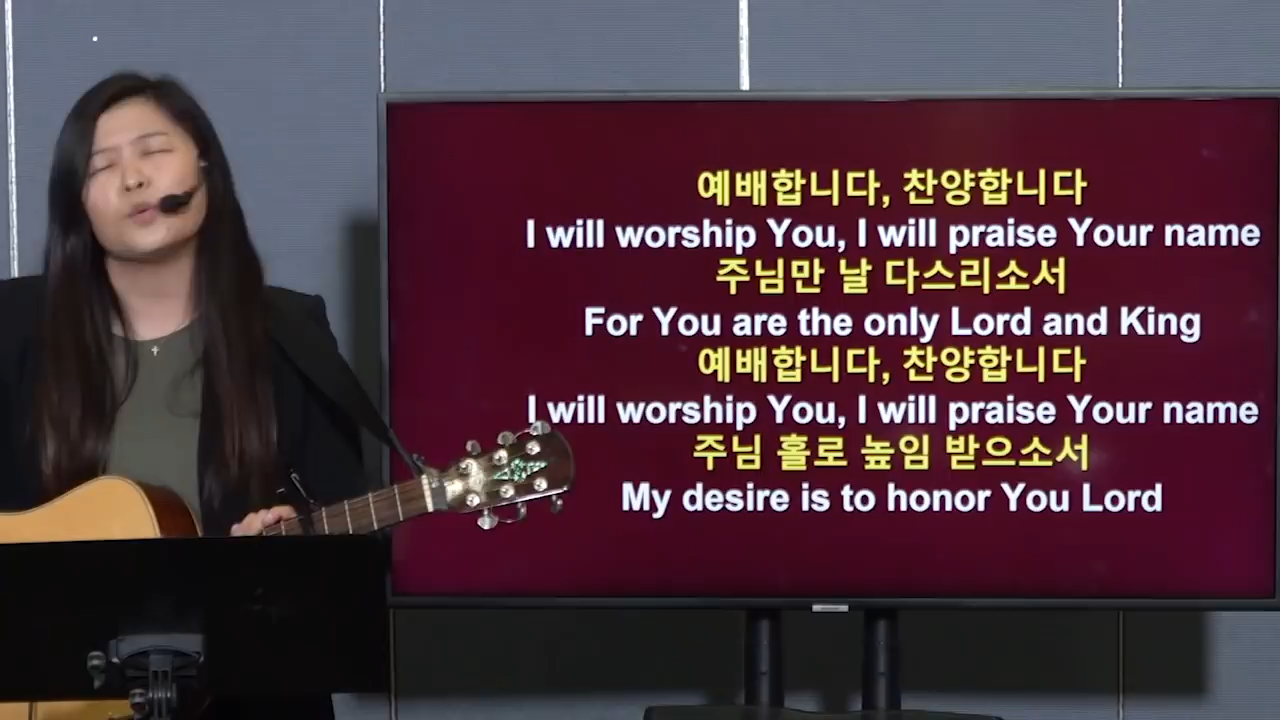 예배합니다, 찬양합니다
I will worship You, I will praise Your name
주님만 날 다스리소서
For You are the only Lord and King
예배합니다, 찬양합니다
I will worship You, I will praise Your name
주님 홀로 높임 받으소서
My desire is to honor You Lord